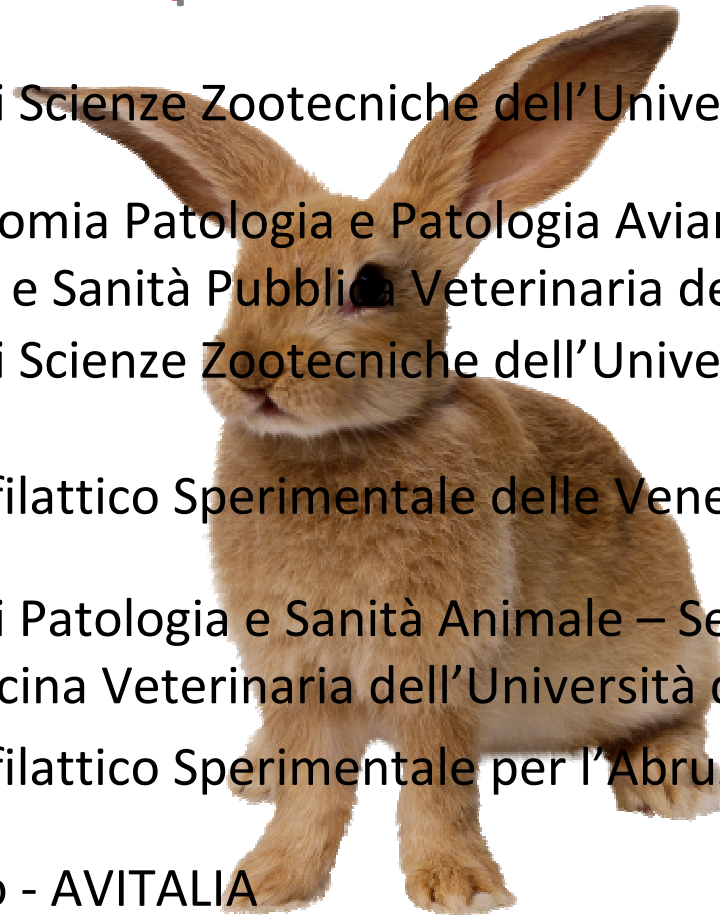 i Scienze Zootecniche dell’Unive
omia Patologia e Patologia Aviar
e Sanità Pubblica Veterinaria de
i Scienze Zootecniche dell’Unive
filattico Sperimentale delle Vene
i Patologia e Sanità Animale – Se
cina Veterinaria dell’Università d
filattico Sperimentale per l’Abru
o - AVITALIA